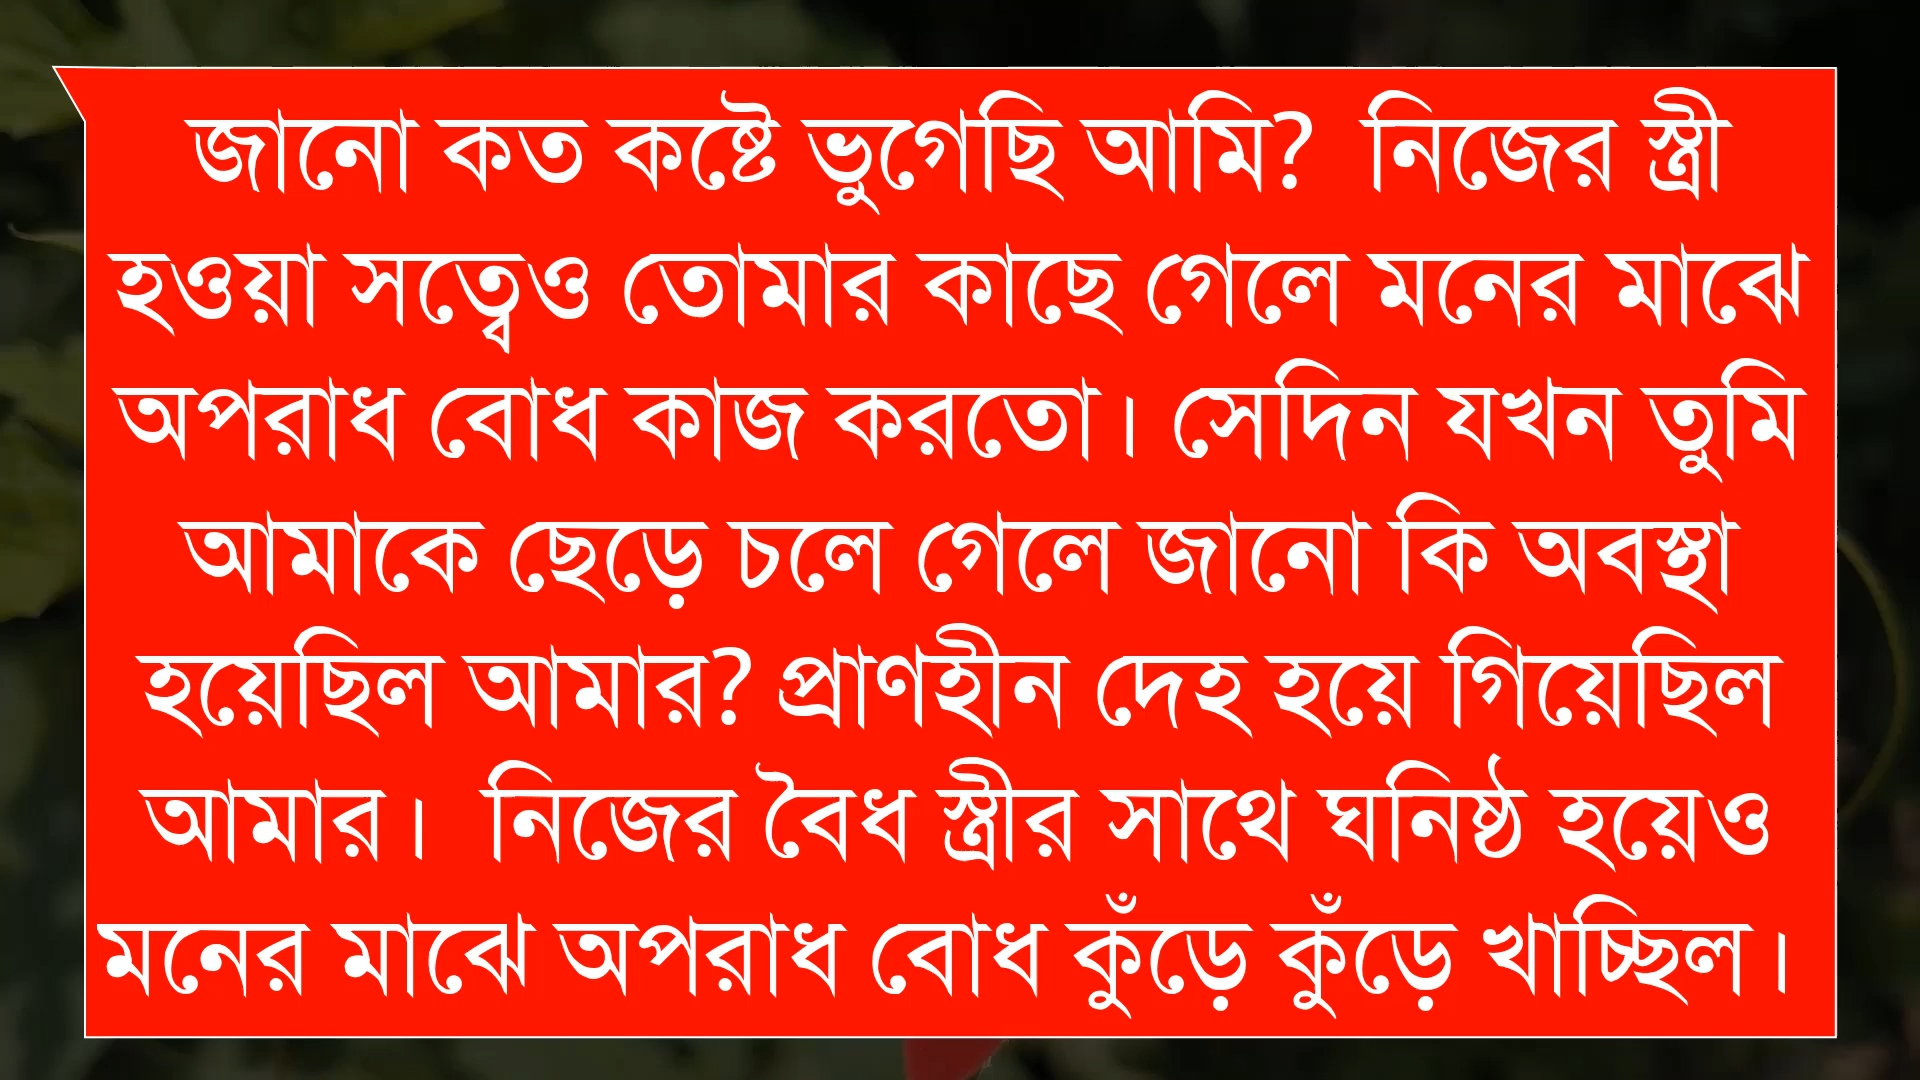 জানো কত কষ্টে ভুগেছি আমি?  নিজের স্ত্রী
হওয়া সত্বেও তোমার কাছে গেলে মনের মাঝে
অপরাধ বোধ কাজ করতো। সেদিন যখন তুমি
আমাকে ছেড়ে চলে গেলে জানো কি অবস্থা
হয়েছিল আমার? প্রাণহীন দেহ হয়ে গিয়েছিল
আমার।  নিজের বৈধ স্ত্রীর সাথে ঘনিষ্ঠ হয়েও
মনের মাঝে অপরাধ বোধ কুঁড়ে কুঁড়ে খাচ্ছিল।